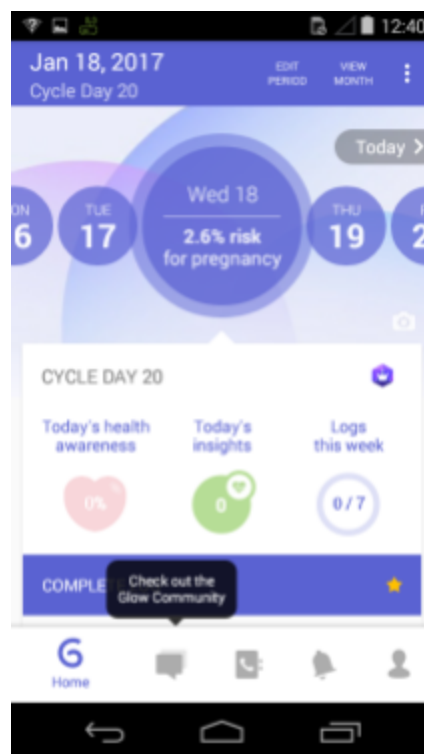 12:40
Jan 18, 2017
Cycle Day 20
EDIT
PERIOD
VIEW
MONTH
Today
TUE
17
Wed 18
2.6% risk
for pregnancy
THU
19
CYCLE DAY 20
Today's health
awareness
Today's
insights
Logs
this week
0%
0
0 / 7
Check out the
Glow Community
Home